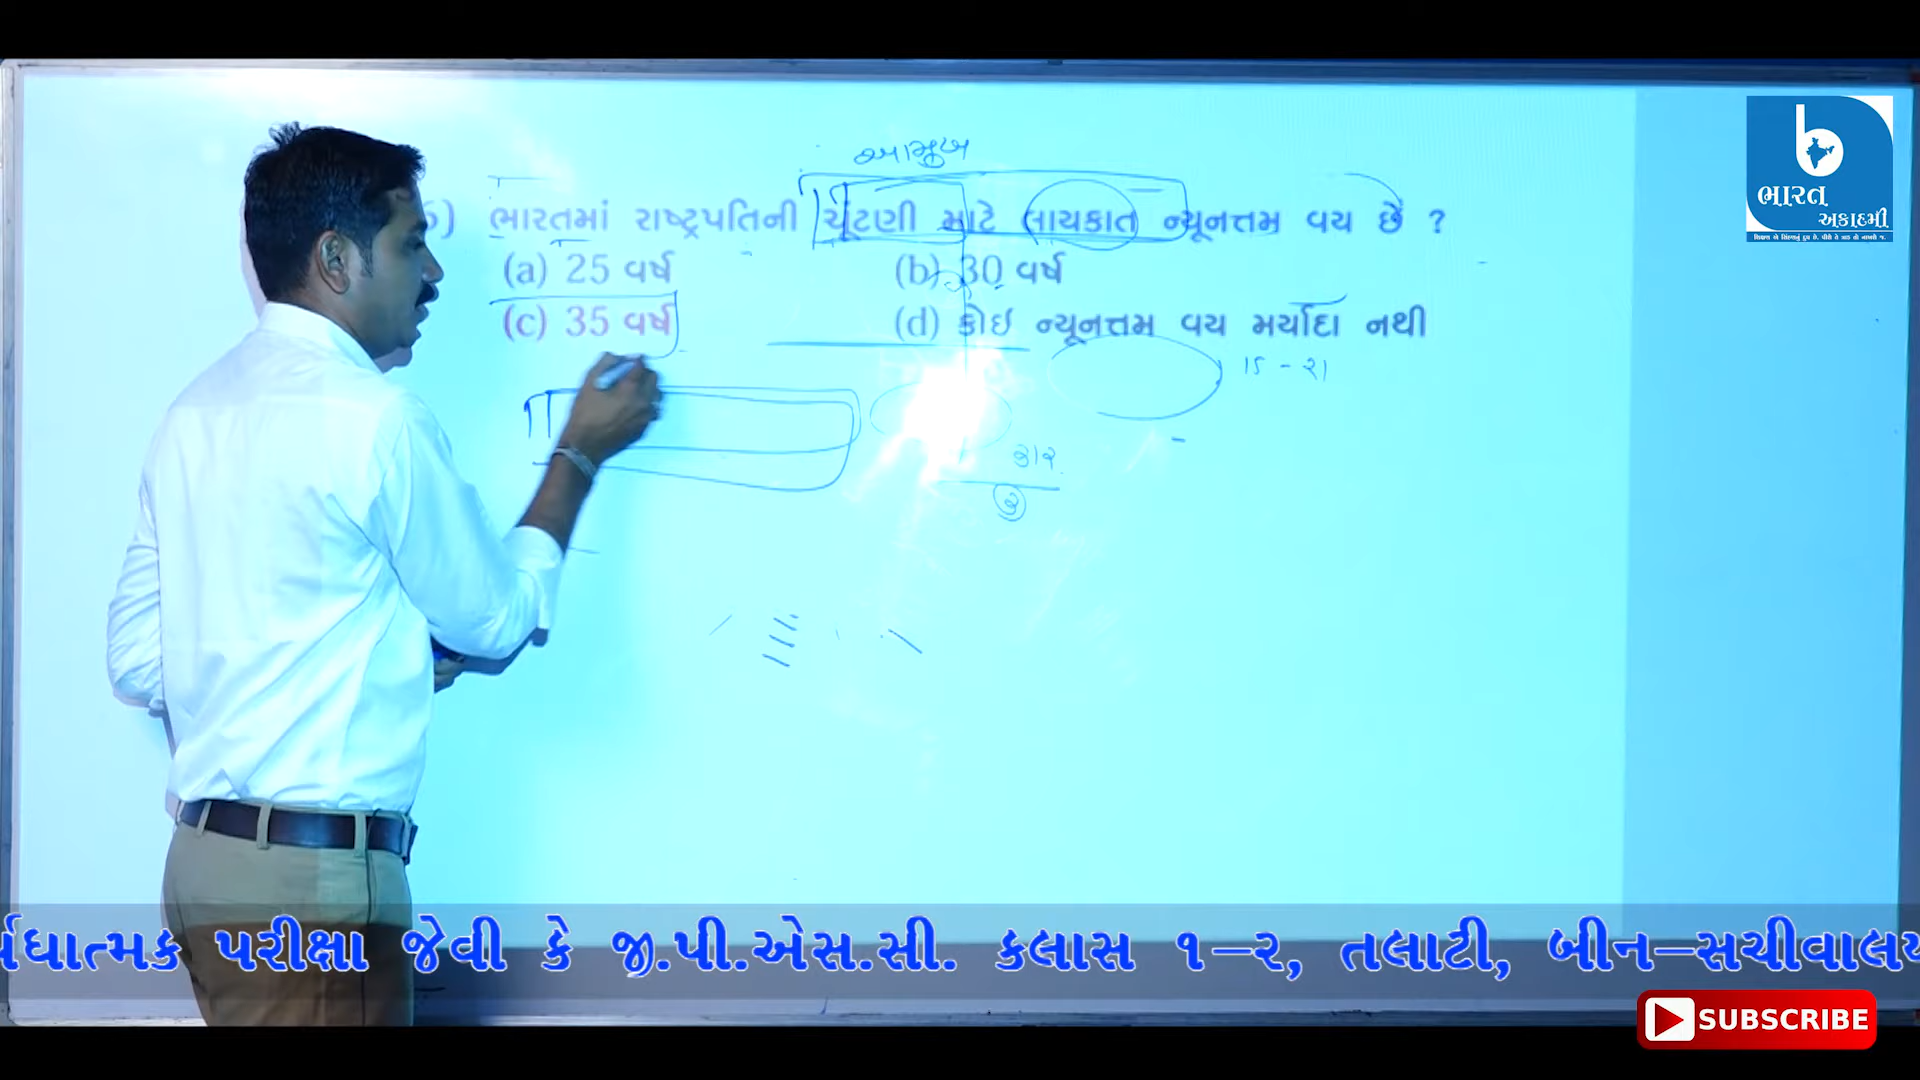 આમુખ
ભારતમાં રાષ્ટ્રપતિની ચૂંટણી માટે લાયકાત ન્યૂનત્તમ વય છે ?
(a) 25 વર્ષ (b) 30 વર્ષ
(c) 35 વર્ષ (d) કોઇ ન્યૂનત્તમ વય મર્યાદા નથી
ભારત
અકાદમી
ર્ધાત્મક પરીક્ષા જેવી કે જી.પી.એસ.સી. કલાસ ૧–૨, તલાટી, બીન–સચીવાલય
SUBSCRIBE